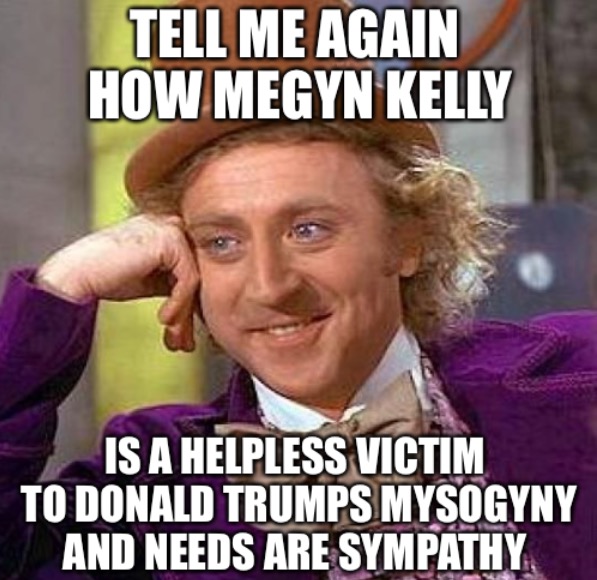 TELL ME AGAIN
HOW MEGYN KELLY
IS A HELPLESS VICTIM
TO DONALD TRUMPS MYSOGYNY
AND NEEDS ARE SYMPATHY